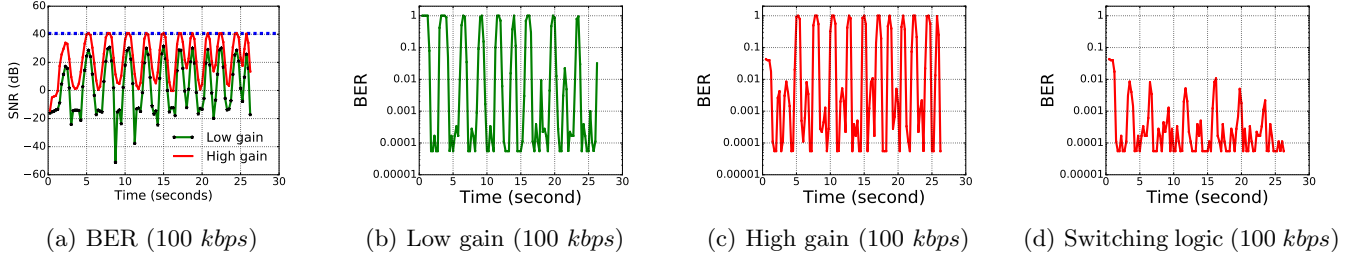 60
40
20
0
−20
−40
−60
SNR (dB)
Low gain
High gain
0 5 10 15 20 25 30
Time (seconds)
(a) BER (100 kbps)
1
0.1
0.01
0.001
0.0001
0.00001
BER
0 5 10 15 20 25 30
Time (second)
(b) Low gain (100 kbps)
1
0.1
0.01
0.001
0.0001
0.00001
BER
0 5 10 15 20 25 30
Time (second)
(c) High gain (100 kbps)
1
0.1
0.01
0.001
0.0001
0.00001
BER
0 5 10 15 20 25 30
Time (second)
(d) Switching logic (100 kbps)